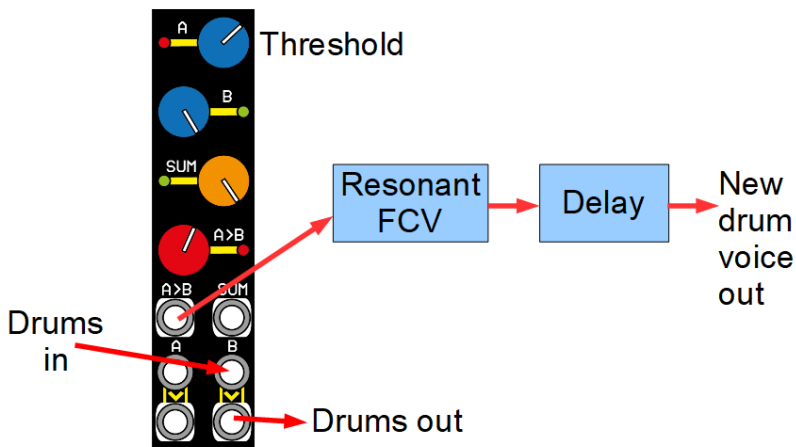 A
Threshold
B
SUM
A>B
A>B
SUM
Resonant
FCV
Delay
New
drum
voice
out
Drums
in
A
B
Drums out